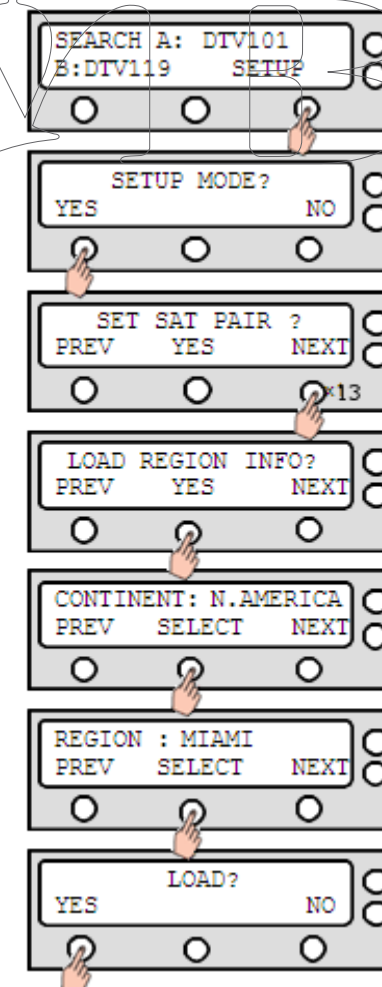 SEARCH A: DTV101
B:DTV119 SETUP
SETUP MODE?
YES NO
SET SAT PAIR ?
PREV YES NEXT
×13
LOAD REGION INFO?
PREV YES NEXT
CONTINENT: N.AMERICA
PREV SELECT NEXT
REGION : MIAMI
PREV SELECT NEXT
LOAD?
YES NO